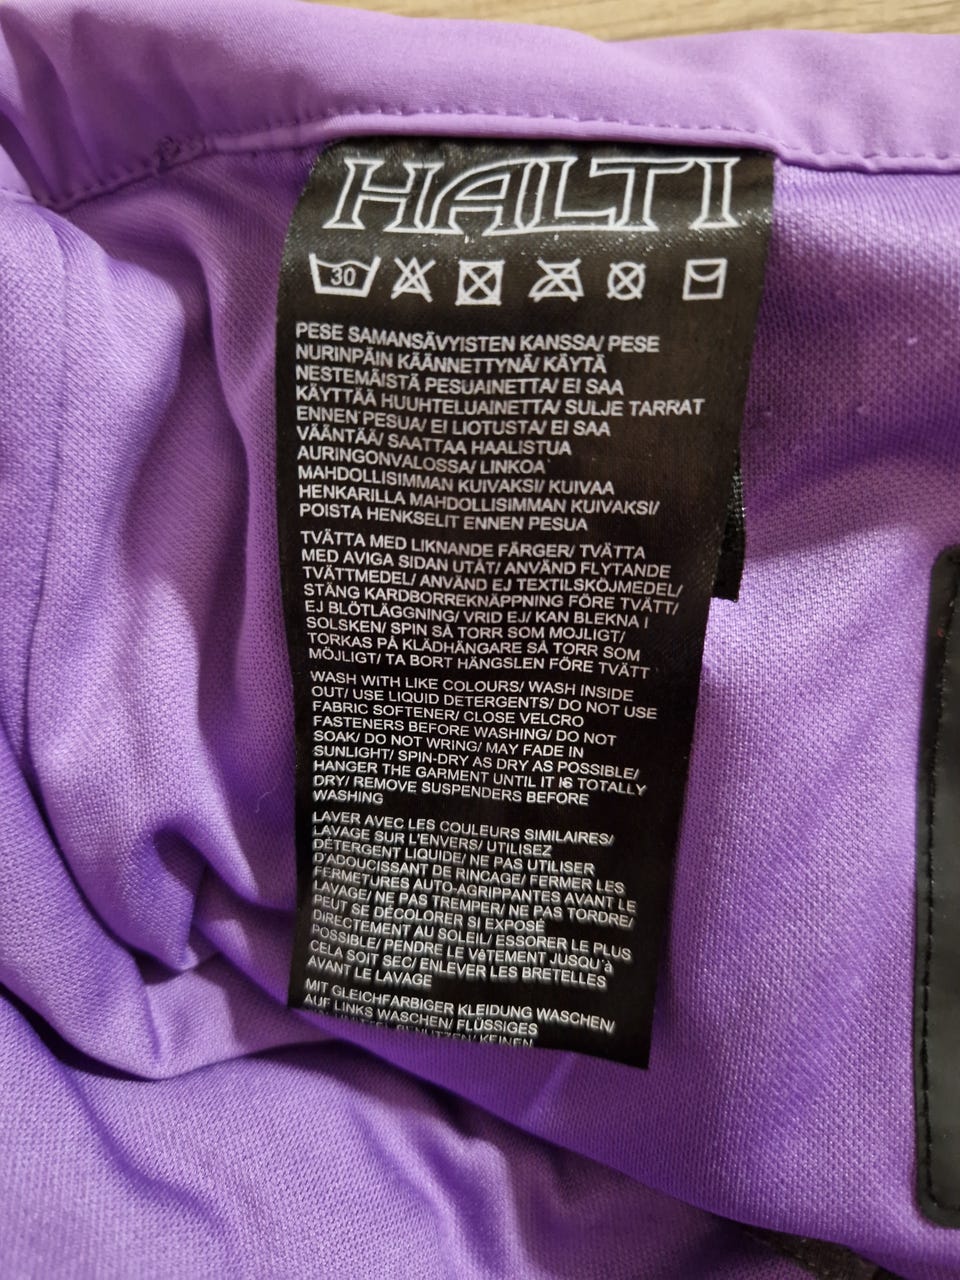 HALTI
30
PESE SAMANSÄVYISTEN KANSSA/ PESE
NURINPÄIN KÄÄNNETTYNÄ/ KÄYTÄ
NESTEMÄISTÄ PESUAINETTA/ EI SAA
KÄYTTÄÄ HUUHTELUAINETTA/ SULJE TARRAT
ENNEN PESUA/ EI LIOTUSTA/ EI SAA
VÄÄNTÄÄ/ SAATTAA HAALISTUA
AURINGONVALOSSA/ LINKOA
MAHDOLLISIMMAN KUIVAKSI/ KUIVAA
HENKARILLA MAHDOLLISIMMAN KUIVAKSI/
POISTA HENKSELIT ENNEN PESUA
TVÄTTA MED LIKNANDE FÄRGER/ TVÄTTA
MED AVIGA SIDAN UTÅT/ ANVÄND FLYTANDE
TVÄTTMEDEL/ ANVÄND EJ TEXTILSKÖJMEDEL/
STÄNG KARDBORREKNÄPPNING FÖRE TVÄTT/
EJ BLÖTLÄGGNING/ VRID EJ/ KAN BLEKNA I
SOLSKEN/ SPIN SÅ TORR SOM MÖJLIGT/
TORKAS PÅ KLÄDHÄNGARE SÅ TORR SOM
MÖJLIGT/ TA BORT HÄNGSLEN FÖRE TVÄTT
WASH WITH LIKE COLOURS/ WASH INSIDE
OUT/ USE LIQUID DETERGENTS/ DO NOT USE
FABRIC SOFTENER/ CLOSE VELCRO
FASTENERS BEFORE WASHING/ DO NOT
SOAK/ DO NOT WRING/ MAY FADE IN
SUNLIGHT/ SPIN-DRY AS DRY AS POSSIBLE/
HANGER THE GARMENT UNTIL IT I6 TOTALLY
DRY/ REMOVE SUSPENDERS BEFORE
WASHING
LAVER AVEC LES COULEURS SIMILAIRES/
LAVAGE SUR L'ENVERS/ UTILISEZ
DÉTERGENT LIQUIDE/ NE PAS UTILISER
D'ADOUCISSANT DE RINCAGE/ FERMER LES
FERMETURES AUTO-AGRIPPANTES AVANT LE
LAVAGE/ NE PAS TREMPER/ NE PAS TORDRE/
PEUT SE DÉCOLORER SI EXPOSÉ
DIRECTEMENT AU SOLEIL/ ESSORER LE PLUS
POSSIBLE/ PENDRE LE VêTEMENT JUSQU'à
CELA SOIT SEC/ ENLEVER LES BRETELLES
AVANT LE LAVAGE
MIT GLEICHFARBIGER KLEIDUNG WASCHEN/
AUF LINKS WASCHEN/ FLÜSSIGES
BENUTZEN/ KEINEN